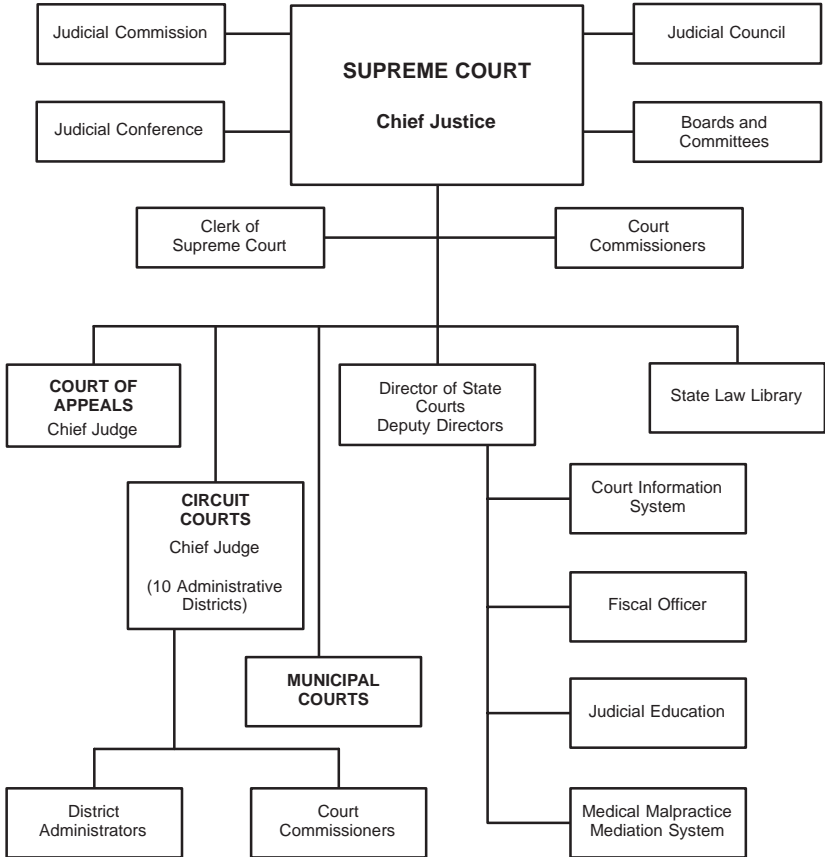 Judicial Commission
SUPREME COURT
Chief Justice
Judicial Council
Judicial Conference
Boards and
Committees
Clerk of
Supreme Court
Court
Commissioners
COURT OF
APPEALS
Chief Judge
Director of State
Courts
Deputy Directors
State Law Library
CIRCUIT
COURTS
Chief Judge
(10 Administrative
Districts)
Court Information
System
Fiscal Officer
MUNICIPAL
COURTS
Judicial Education
District
Administrators
Court
Commissioners
Medical Malpractice
Mediation System